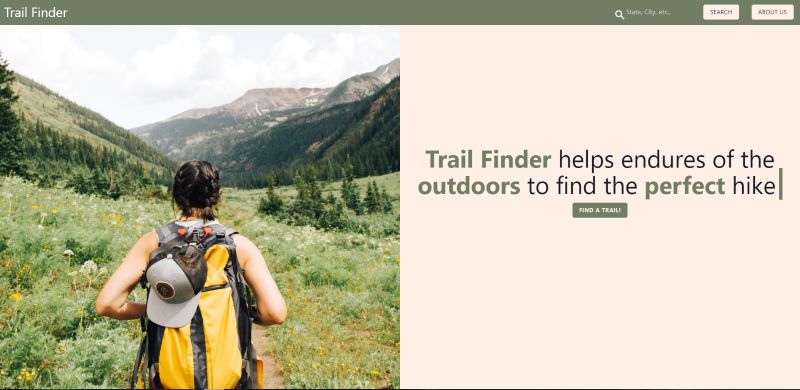 Trail Finder
State, City, etc..
SEARCH
ABOUT US
Trail Finder helps endures of the
outdoors to find the perfect hike
FIND A TRAIL!